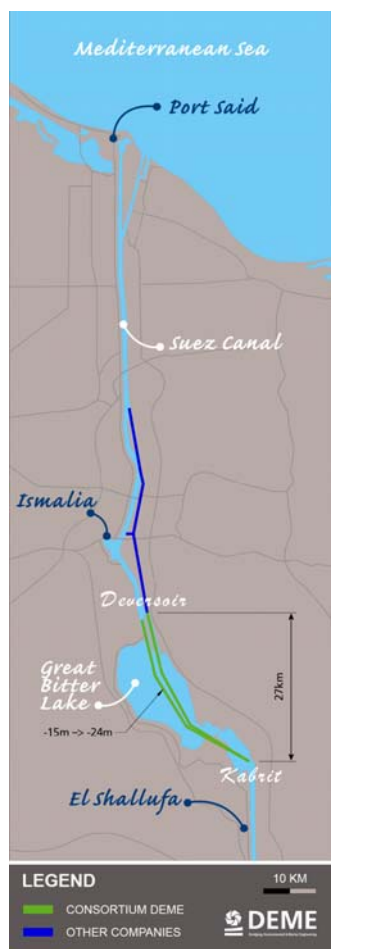 Mediterranean Sea
Port Said
Suez Canal
Ismalia
Deversoir
Great
Bitter
Lake
27km
-15m -> -24m
Kabrit
El Shallufa
LEGEND
10 KM
CONSORTIUM DEME
OTHER COMPANIES
DEME